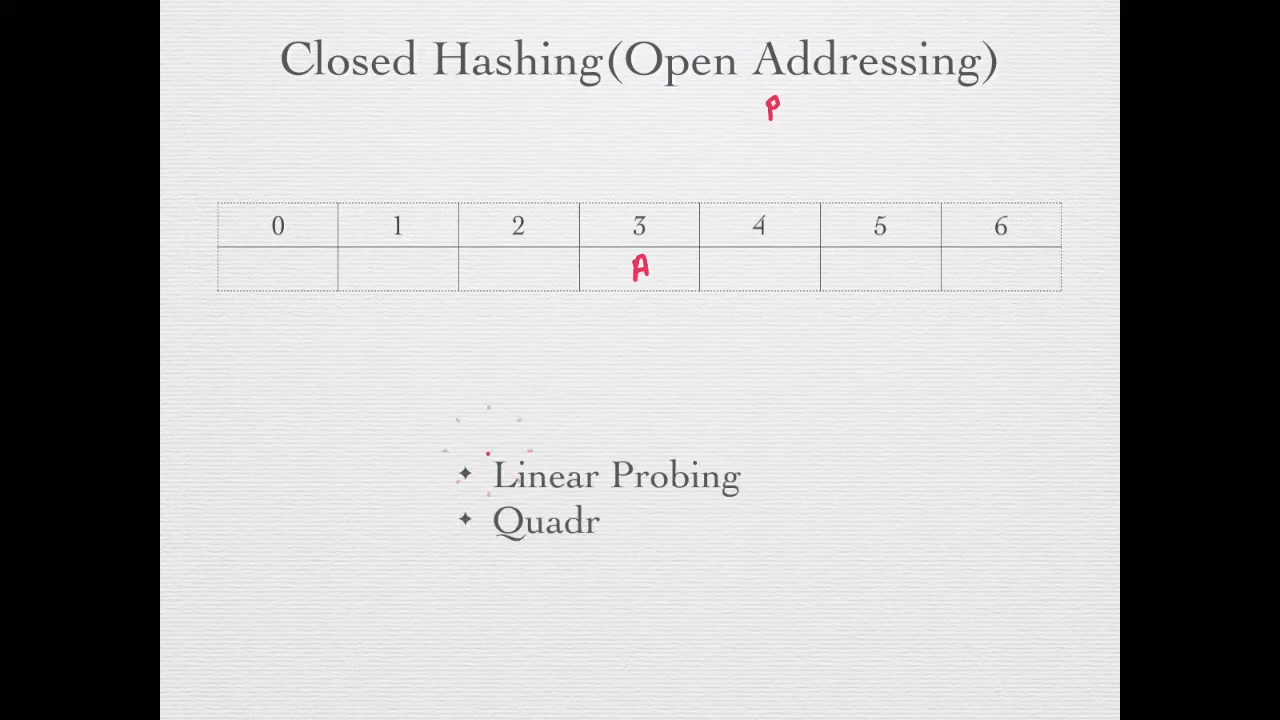 Closed Hashing(Open Addressing)
P
0 1 2 3 4 5 6
A
Linear Probing
Quadr